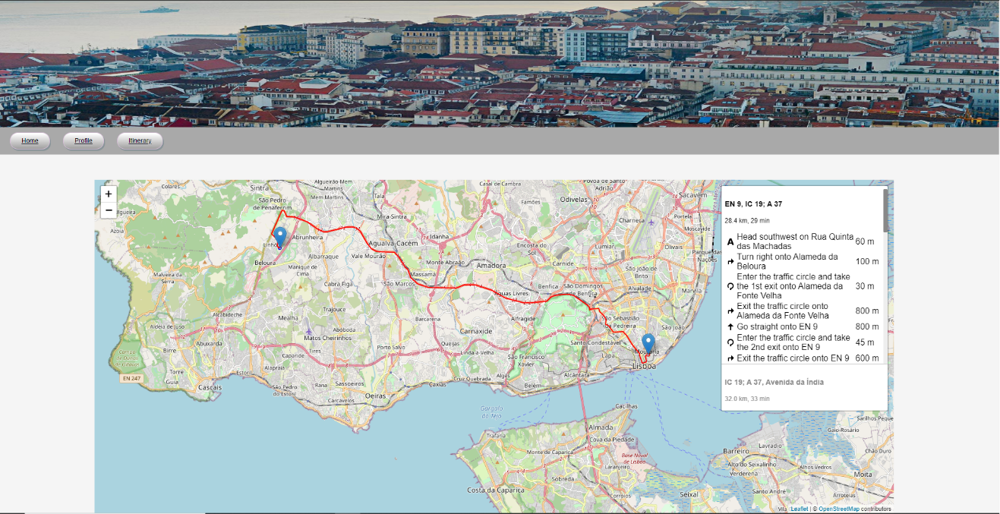 Home
Profile
Itinerary
+
−
EN 9, IC 19; A 37
28.4 km, 29 min
Head southwest on Rua Quinta
das Machadas
60 m
Turn right onto Alameda da
Beloura
100 m
Enter the traffic circle and take
the 1st exit onto Alameda da
Fonte Velha
30 m
Exit the traffic circle onto
Alameda da Fonte Velha
800 m
Go straight onto EN 9
800 m
Enter the traffic circle and take
the 2nd exit onto EN 9
45 m
Exit the traffic circle onto EN 9
600 m
IC 19; A 37, Avenida da Índia
32.0 km, 33 min
Colares
Sintra
Algueirão-Mem
Martins
Tala
Casal de Cambra
Odivelas
Santo
Adrião
Sacavém
São Pedro
de Penaferrim
Mem Martins
Mira-Sintra
Famões
Portela
Charneca
Moscavide
Azoia
Abrunheira
Idanha
Encosta do
Sol
Lumiar
Olivais
Parque das
Nações
Linhó
Albarraque
Agualva-Cacém
Vale Mourão
Monte Abraão
Amadora
Carnide
São João de
Brito
Beloura
Manique de
Cima
Massamá
Malveira da
Serra
Cabra Figa
São Marcos
Águas Livres
Benfica
São Domingos
de Benfica
Alvalade
Marvila
Alcabideche
Trajouce
Mealha
Barcarena
Alfragide
São Sebastião
da Pedreira
São João
Aldeia de Juso
Abóboda
Matos Cheirinhos
Carnaxide
Queijas
Linda-a-Velha
Santo Condestável
Lapa
Abuxarda
Caparide
Tires
Porto Salvo
São Francisco
Xavier
Lisboa
Birre
Torre
Guia
EN 247
Cascais
Estoril
Alapraia
São Pedro
do Estoril
Rana
Sassoeiros
Carcavelos
Oeiras
Caxias
Cruz Quebrada
Algés
Belém
Alcântara
Gargalo
do Tejo
Cacilhas
Trafaria
Almada
Cova da Piedade
Monte de Caparica
Base Naval
de Lisboa
Laranjeiro
Sobreda
Costa da Caparica
Corroios
Seixal
Barreiro
Lavradio
Alto do Seixalinho
Verderena
Santo André
Gaio-Rosário
Sarilhos Peque
Chão Duro
Alhos Vedros
Moita
Arroteias
Leaflet | © OpenStreetMap contributors